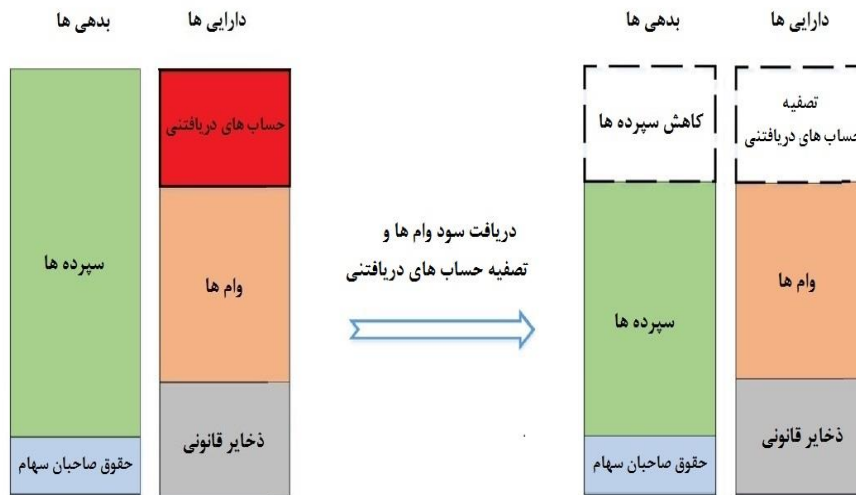 دارایی ها
بدهی ها
دارایی ها
بدهی ها
تصفیه
حساب های دریافتنی
کاهش سپرده ها
حساب های دریافتنی
دریافت سود وام ها و
تصفیه حساب های دریافتنی
وام ها
سپرده ها
وام ها
سپرده ها
ذخایر قانونی
حقوق صاحبان سهام
ذخایر قانونی
حقوق صاحبان سهام